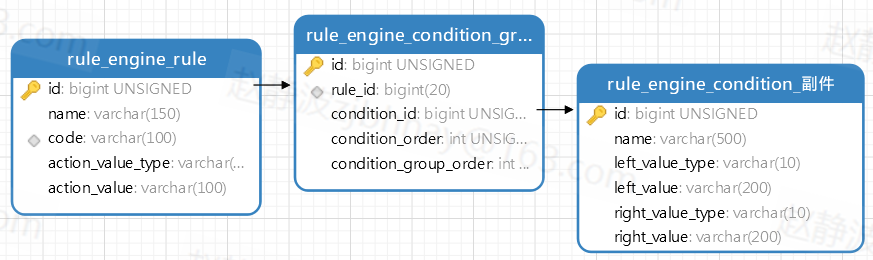 rule_engine_rule
id: bigint UNSIGNED
name: varchar(150)
code: varchar(100)
action_value_type: varchar(...
action_value: varchar(100)
rule_engine_condition_gr...
id: bigint UNSIGNED
rule_id: bigint(20)
condition_id: bigint UNSIG...
condition_order: int UNSIG...
condition_group_order: int ...
rule_engine_condition_副件
id: bigint UNSIGNED
name: varchar(500)
left_value_type: varchar(10)
left_value: varchar(200)
right_value_type: varchar(10)
right_value: varchar(200)